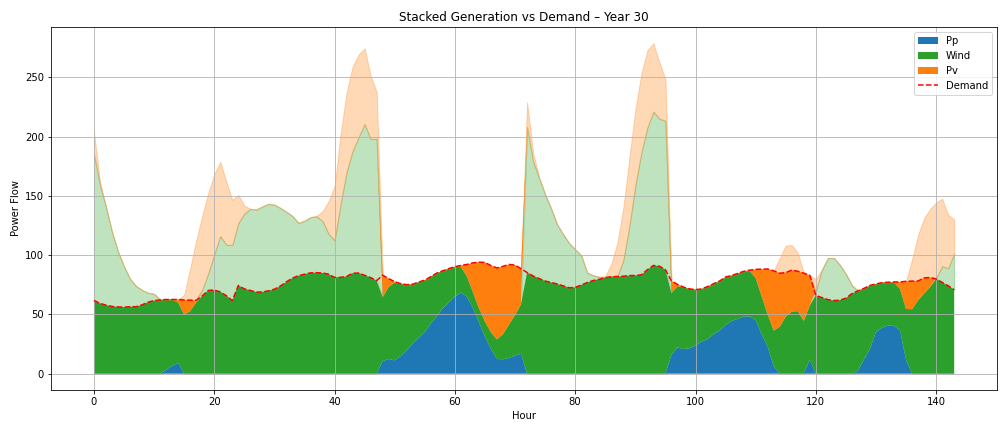 Stacked Generation vs Demand – Year 30
Pp
Wind
Pv
Demand
Power Flow
250
200
150
100
50
0
0 20 40 60 80 100 120 140
Hour